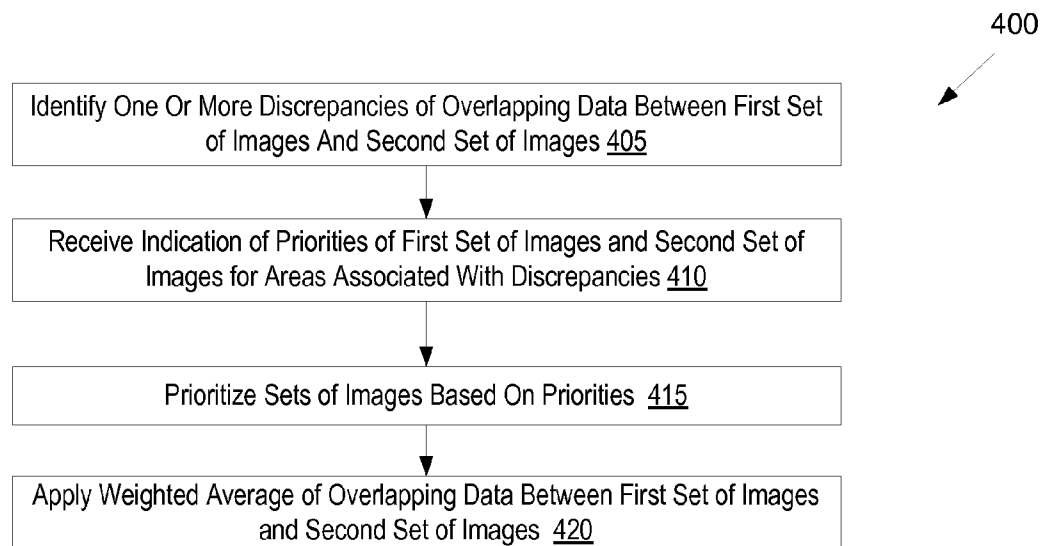 400
Identify One Or More Discrepancies of Overlapping Data Between First Set
of Images And Second Set of Images 405
Receive Indication of Priorities of First Set of Images and Second Set of
Images for Areas Associated With Discrepancies 410
Prioritize Sets of Images Based On Priorities 415
Apply Weighted Average of Overlapping Data Between First Set of Images
and Second Set of Images 420